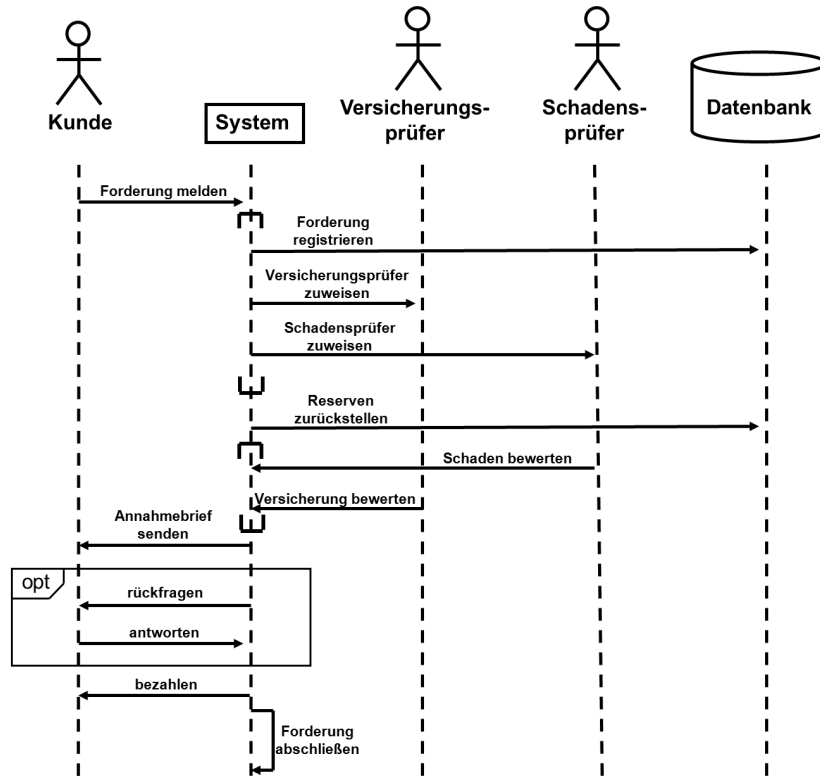 Kunde
System
Versicherungs-
prüfer
Schadens-
prüfer
Datenbank
Forderung melden
Forderung
registrieren
Versicherungsprüfer
zuweisen
Schadensprüfer
zuweisen
Reserven
zurückstellen
Schaden bewerten
Versicherung bewerten
Annahmebrief
senden
opt
rückfragen
antworten
bezahlen
Forderung
abschließen